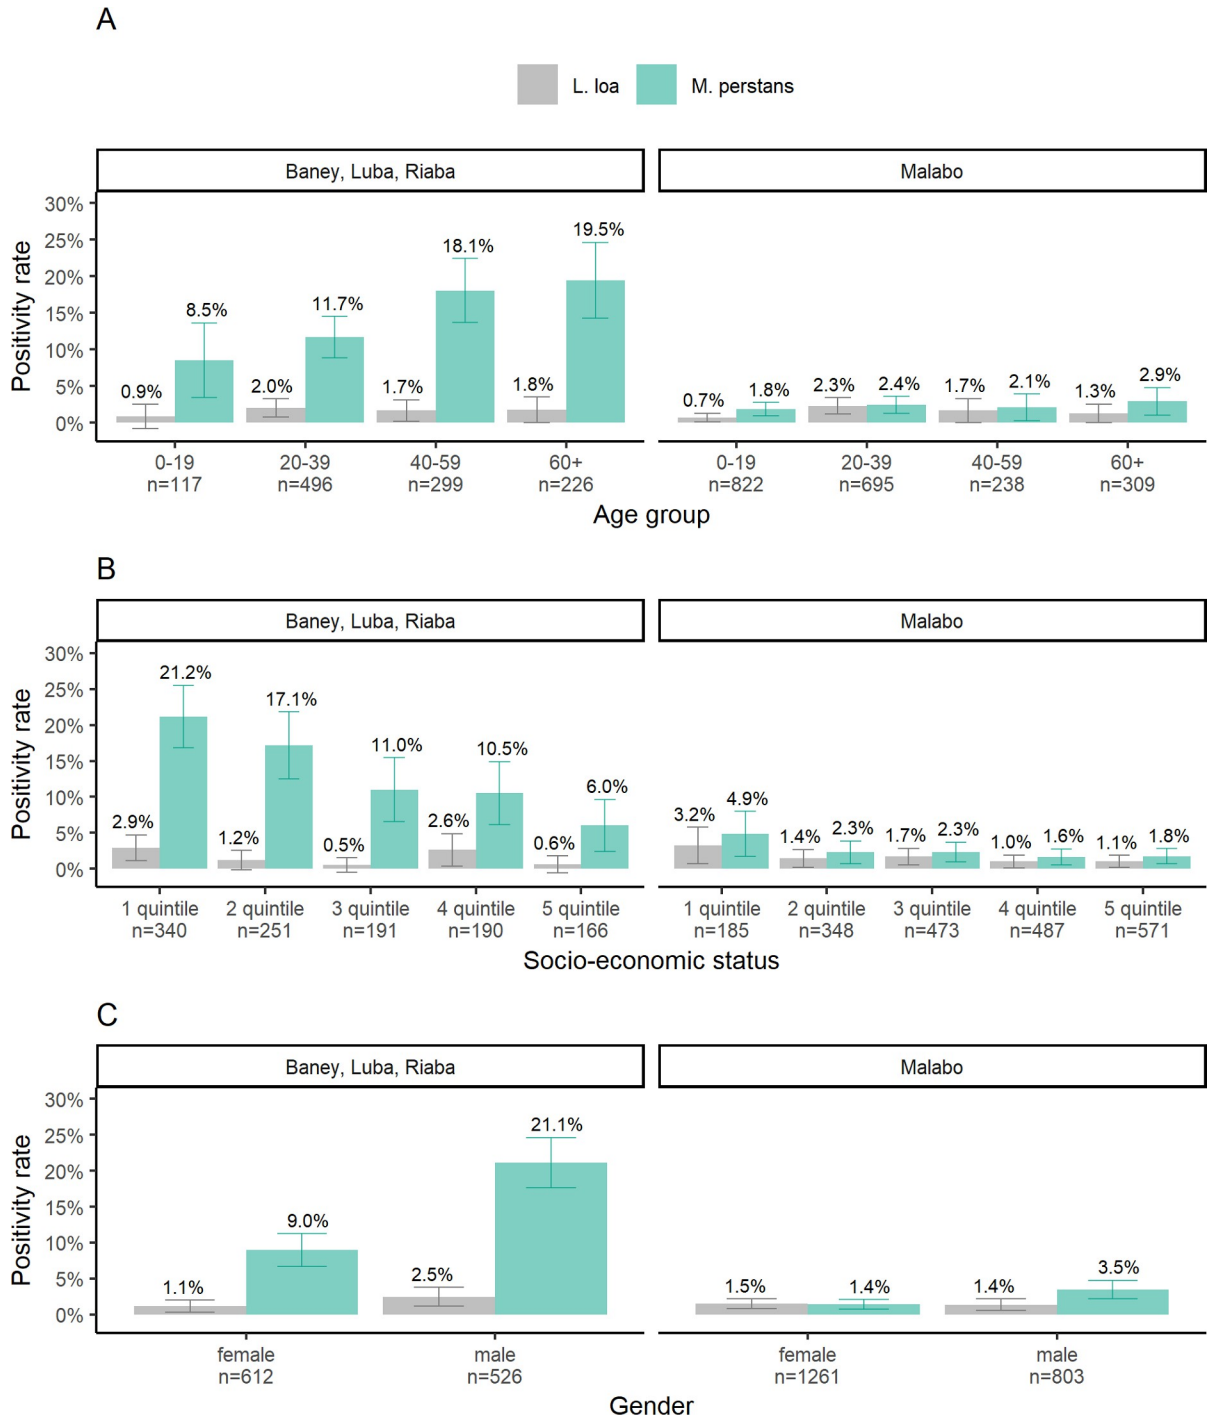 A
L. loa M. perstans
Baney, Luba, Riaba Malabo
30%
25%
20%
15%
10%
5%
0%
Positivity rate
0.9% 8.5% 2.0% 11.7% 1.7% 18.1% 1.8% 19.5%
0.7% 1.8% 2.3% 2.4% 1.7% 2.1% 1.3% 2.9%
0-19 20-39 40-59 60+ 0-19 20-39 40-59 60+
n=117 n=496 n=299 n=226 n=822 n=695 n=238 n=309
Age group
B
Baney, Luba, Riaba Malabo
30%
25%
20%
15%
10%
5%
0%
Positivity rate
2.9% 21.2% 1.2% 17.1% 0.5% 11.0% 2.6% 10.5% 0.6% 6.0%
3.2% 4.9% 1.4% 2.3% 1.7% 2.3% 1.0% 1.6% 1.1% 1.8%
1 quintile 2 quintile 3 quintile 4 quintile 5 quintile 1 quintile 2 quintile 3 quintile 4 quintile 5 quintile
n=340 n=251 n=191 n=190 n=166 n=185 n=348 n=473 n=487 n=571
Socio-economic status
C
Baney, Luba, Riaba Malabo
30%
25%
20%
15%
10%
5%
0%
Positivity rate
1.1% 9.0% 2.5% 21.1%
1.5% 1.4% 1.4% 3.5%
female male female male
n=612 n=526 n=1261 n=803
Gender